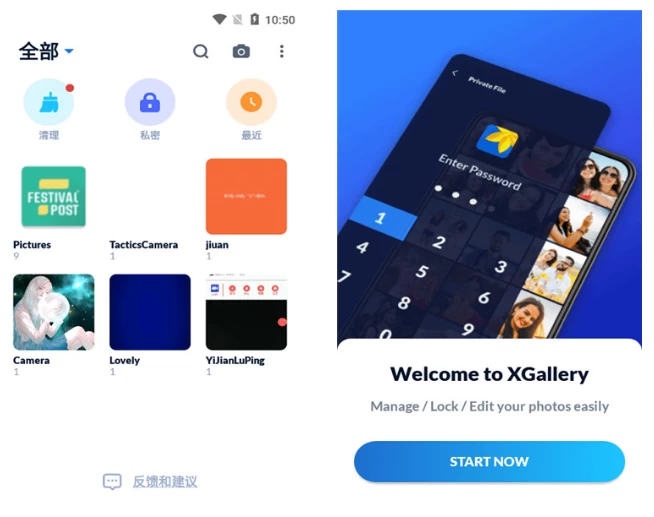 10:50
全部
清理
私密
最近
FESTIVAL
POST
Pictures
9
TacticsCamera
1
jiuan
1
Camera
1
Lovely
1
YiJianLuPing
1
反馈和建议
Private File
Enter Password
1
2
3
4
5
6
7
8
9
0
Welcome to XGallery
Manage / Lock / Edit your photos easily
START NOW